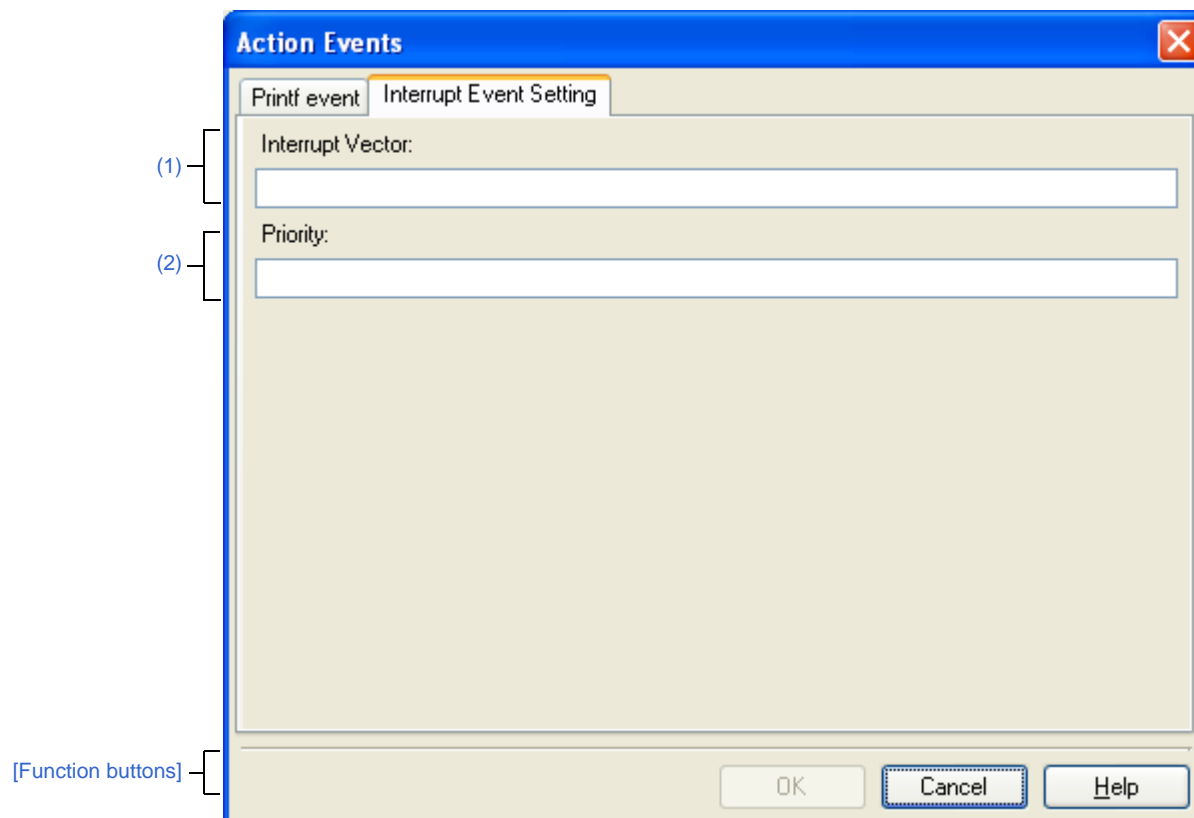 Action Events
Printf event Interrupt Event Setting
(1)
Interrupt Vector:
(2)
Priority:
[Function buttons]
OK Cancel Help